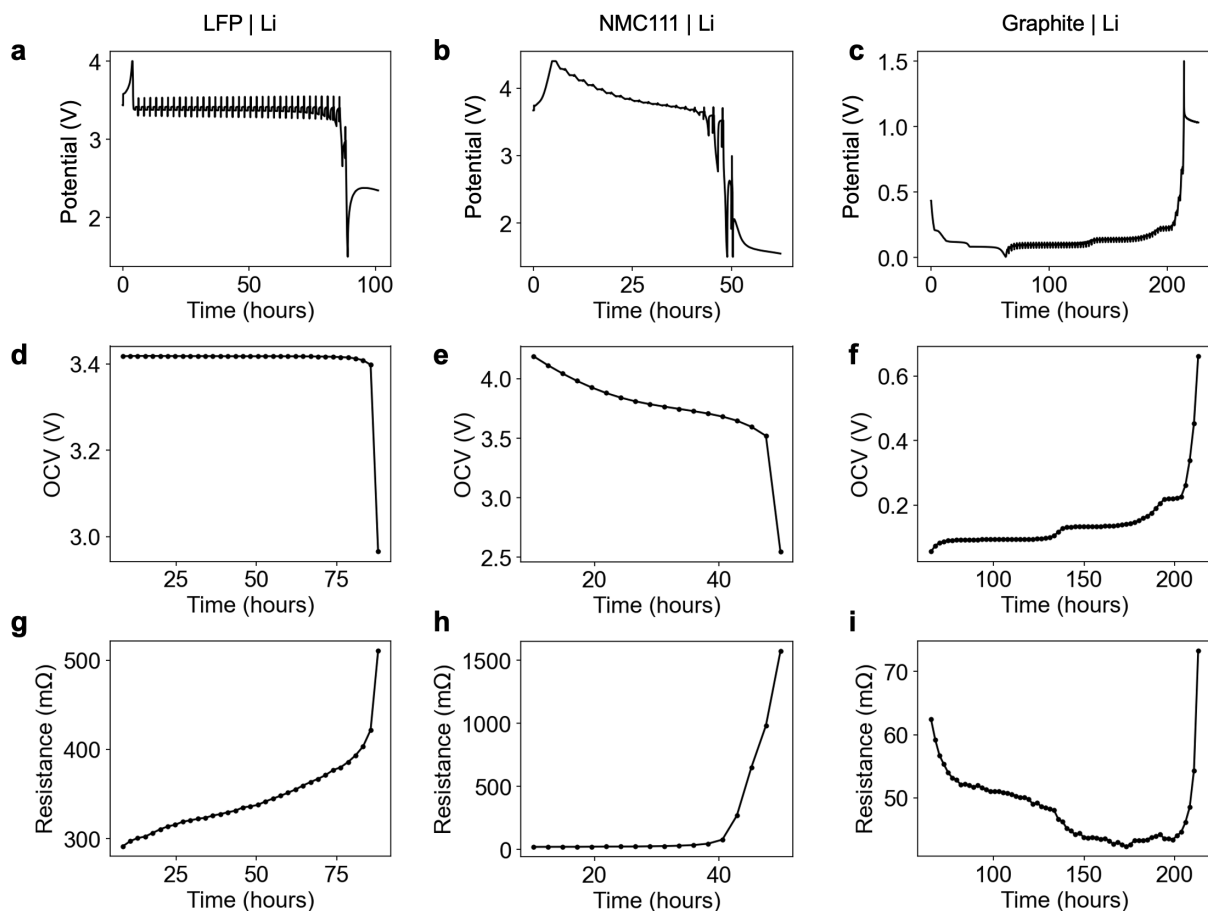 LFP | Li
NMC111 | Li
Graphite | Li
a
b
c
Potential (V)
4
3
2
0
50
100
Time (hours)
Potential (V)
4
3
2
0
25
50
Time (hours)
Potential (V)
1.5
1.0
0.5
0.0
0
100
200
Time (hours)
d
e
f
OCV (V)
3.4
3.2
3.0
25
50
75
Time (hours)
OCV (V)
4.0
3.5
3.0
2.5
20
40
Time (hours)
OCV (V)
0.6
0.4
0.2
100
150
200
Time (hours)
g
h
i
Resistance (mΩ)
500
400
300
25
50
75
Time (hours)
Resistance (mΩ)
1500
1000
500
0
20
40
Time (hours)
Resistance (mΩ)
70
60
50
100
150
200
Time (hours)